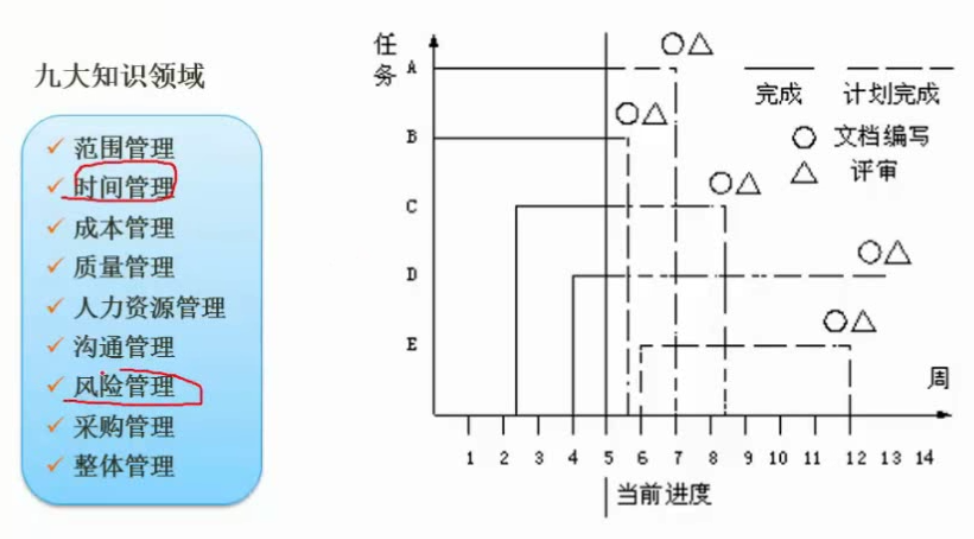 九大知识领域
范围管理
时间管理
成本管理
质量管理
人力资源管理
沟通管理
风险管理
采购管理
整体管理
任务
A
B
C
D
E
完成 计划完成
文档编写
评审
周
1 2 3 4 5 6 7 8 9 10 11 12 13 14
当前进度